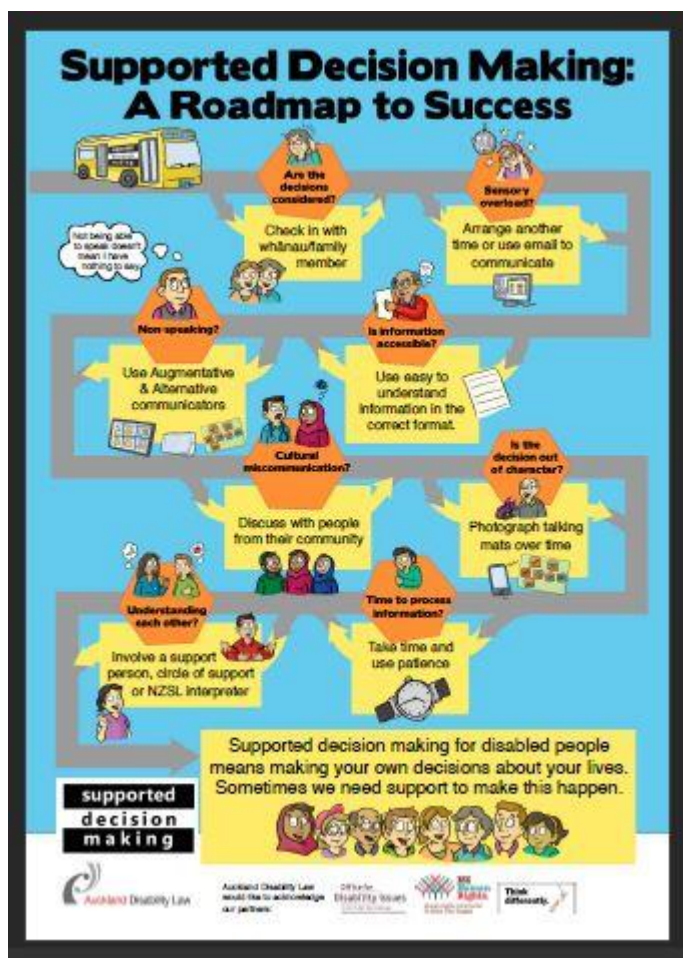 Supported Decision Making:
A Roadmap to Success
Are the
decisions
considered?
Check in with
whānau/family
member
Sensory
overload?
Arrange another
time or use email to
communicate
Not being able
to speak doesn't
mean I have
nothing to say
Non-speaking?
Use Augmentative
& Alternative
communicators
Is information
accessible?
Use easy to
understand
information in the
correct format.
Cultural
miscommunication?
Discuss with people
from their community
Is the
decision out
of character?
Photograph talking
mats over time
Understanding
each other?
Involve a support
person, circle of support
or NZSL interpreter
Time to process
information?
Take time and
use patience
Supported decision making for disabled people
means making your own decisions about your lives.
Sometimes we need support to make this happen.
supported
decision
making
Auckland Disability Law
Auckland Disability Law
would like to acknowledge
our partners:
Office for
Disability Issues
Human
Rights
Think
differently.